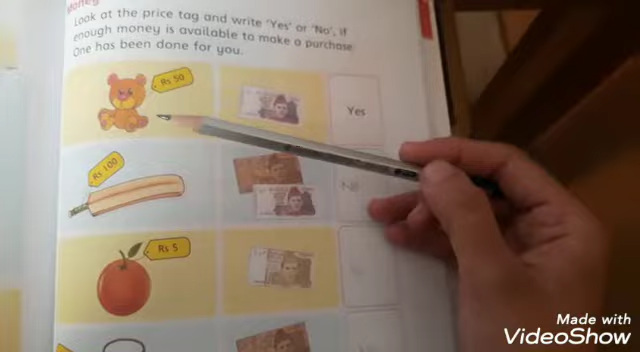 Money
Look at the price tag and write 'Yes' or 'No', if
enough money is available to make a purchase
One has been done for you.
Rs 50
Yes
Rs 100
No
Rs 5
Made with
VideoShow